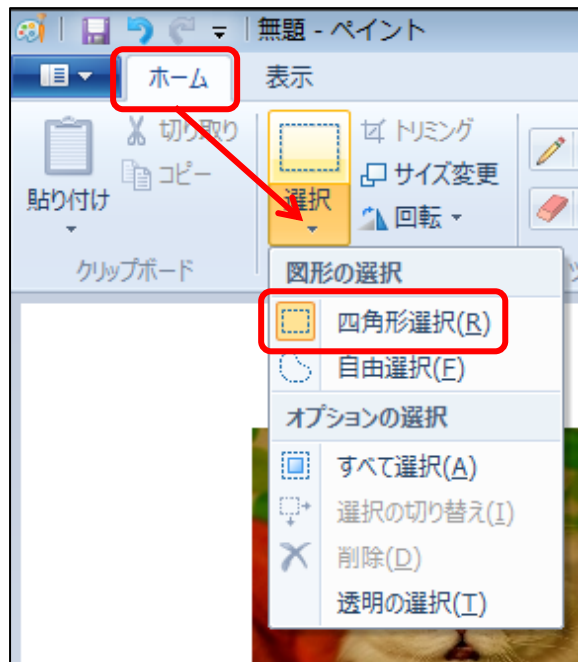 無題 - ペイント
ホーム 表示
切り取り
コピー
貼り付け
クリップボード
選択
トリミング
サイズ変更
回転
図形の選択
四角形選択(R)
自由選択(F)
オプションの選択
すべて選択(A)
選択の切り替え(I)
削除(D)
透明の選択(T)